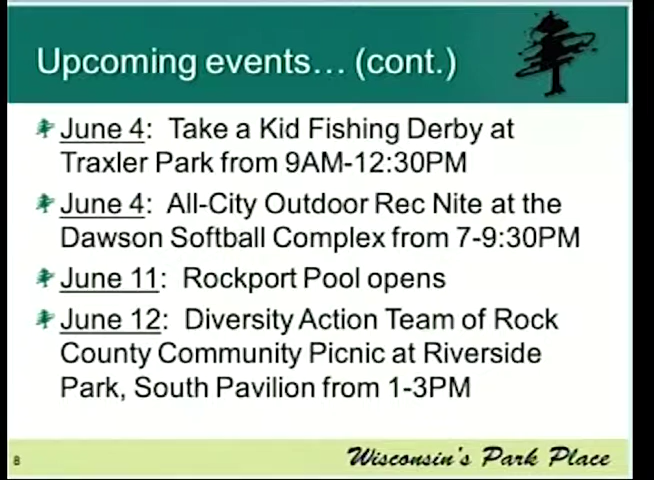 Upcoming events… (cont.)
June 4: Take a Kid Fishing Derby at
Traxler Park from 9AM-12:30PM
June 4: All-City Outdoor Rec Nite at the
Dawson Softball Complex from 7-9:30PM
June 11: Rockport Pool opens
June 12: Diversity Action Team of Rock
County Community Picnic at Riverside
Park, South Pavilion from 1-3PM
8
Wisconsin's Park Place